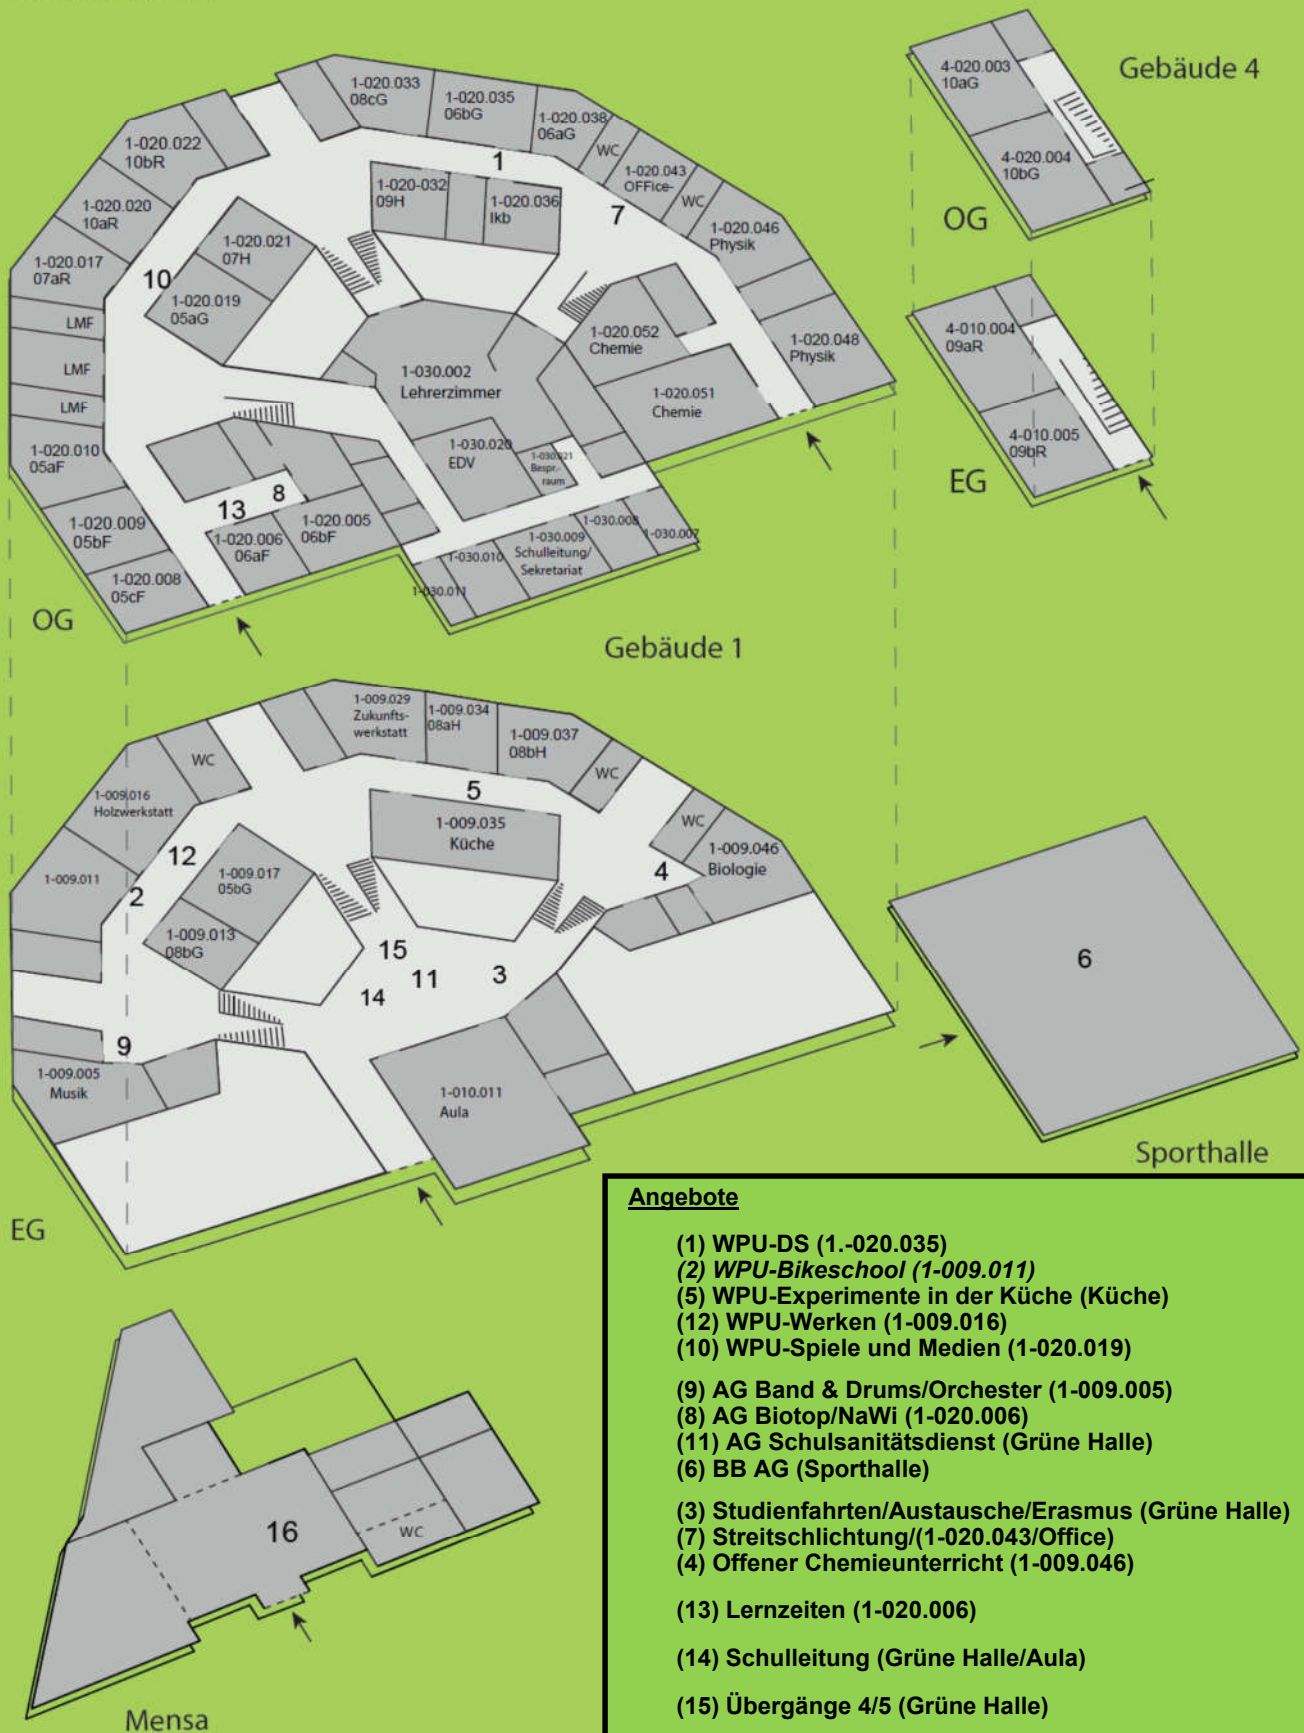 Gebäude 4
4-020.003
10aG
4-020.004
10bG
OG
4-010.004
09aR
4-010.005
09bR
EG
1-020.033
08cG
1-020.035
06bG
1-020.038
06aG
WC
1-020.043
OFFice-
WC
1-020.046
Physik
1-020.048
Physik
1-020.022
10bR
1-020.020
10aR
1-020.017
07aR
LMF
LMF
LMF
1-020.010
05aF
1-020.009
05bF
1-020.008
05cF
1
7
1-020-032
09H
1-020.036
Ikb
1-020.021
07H
10
1-020.019
05aG
1-020.052
Chemie
1-020.051
Chemie
1-030.002
Lehrerzimmer
1-030.020
EDV
1-030.021
Bespr.-
raum
13
8
1-020.006
06aF
1-020.005
06bF
1-030.011
1-030.010
1-030.009
Schulleitung/
Sekretariat
1-030.008
1-030.007
OG
Gebäude 1
1-009.029
Zukunfts-
werkstatt
1-009.034
08aH
1-009.037
08bH
WC
WC
1-009.046
Biologie
WC
1-009.016
Holzwerkstatt
1-009.011
5
1-009.035
Küche
12
2
4
1-009.017
05bG
1-009.013
08bG
15
11
3
14
9
1-009.005
Musik
1-010.011
Aula
EG
6
Sporthalle
16
WC
Mensa
Angebote
(1) WPU-DS (1.-020.035)
(2) WPU-Bikeschool (1-009.011)
(5) WPU-Experimente in der Küche (Küche)
(12) WPU-Werken (1-009.016)
(10) WPU-Spiele und Medien (1-020.019)
(9) AG Band & Drums/Orchester (1-009.005)
(8) AG Biotop/NaWi (1-020.006)
(11) AG Schulsanitätsdienst (Grüne Halle)
(6) BB AG (Sporthalle)
(3) Studienfahrten/Austausche/Erasmus (Grüne Halle)
(7) Streitschlichtung/(1-020.043/Office)
(4) Offener Chemieunterricht (1-009.046)
(13) Lernzeiten (1-020.006)
(14) Schulleitung (Grüne Halle/Aula)
(15) Übergänge 4/5 (Grüne Halle)